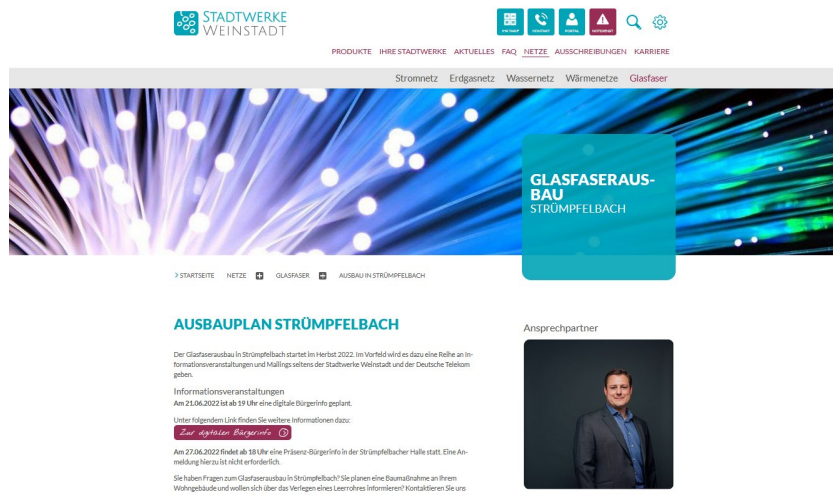 STADTWERKE
WEINSTADT
KONTAKT
PORTAL
PRODUKTE IHRE STADTWERKE AKTUELLES FAQ NETZE AUSSCHREIBUNGEN KARRIERE
Stromnetz Erdgasnetz Wassernetz Wärmenetze Glasfaser
GLASFASERAUS-
BAU
STRÜMPFELBACH
> STARTSEITE NETZE GLASFASER AUSBAU IN STRÜMPFELBACH
AUSBAUPLAN STRÜMPFELBACH
Ansprechpartner
Der Glasfaserausbau in Strümpfelbach startet im Herbst 2022. Im Vorfeld wird es dazu eine Reihe an In-
formationsveranstaltungen und Mailings seitens der Stadtwerke Weinstadt und der Deutsche Telekom
geben.
Informationsveranstaltungen
Am 21.06.2022 ist ab 19 Uhr eine digitale Bürgerinfo geplant.
Unter folgendem Link finden Sie weitere Informationen dazu:
Zur digitalen Bürgerinfo
Am 27.06.2022 findet ab 18 Uhr eine Präsenz-Bürgerinfo in der Strümpfelbacher Halle statt. Eine An-
meldung hierzu ist nicht erforderlich.
Sie haben Fragen zum Glasfaserausbau in Strümpfelbach? Sie planen eine Baumaßnahme an Ihrem
Wohngebäude und wollen sich über das Verlegen eines Leerrohres informieren? Kontaktieren Sie uns